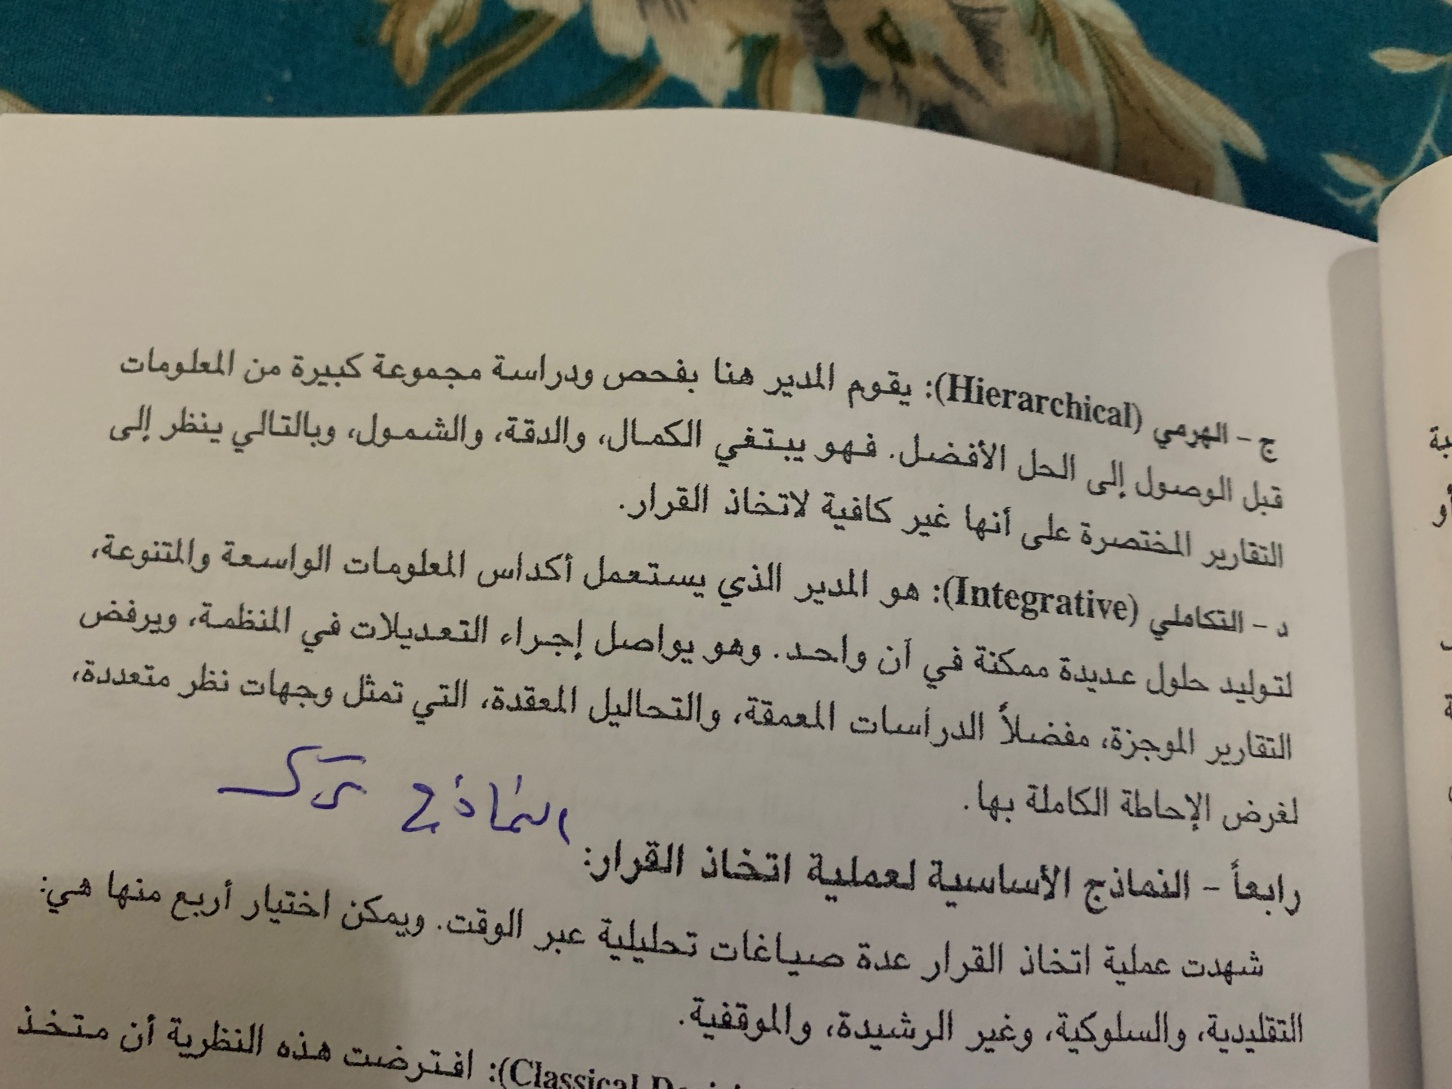 ج – الهرمي (Hierarchical): يقوم المدير هنا بفحص ودراسة مجموعة كبيرة من المعلومات
قبل الوصول إلى الحل الأفضل. فهو يبتغي الكمال، والدقة، والشمول، وبالتالي ينظر إلى
التقارير المختصرة على أنها غير كافية لاتخاذ القرار.
د – التكاملي (Integrative): هو المدير الذي يستعمل أكداس المعلومات الواسعة والمتنوعة،
لتوليد حلول عديدة ممكنة في آن واحد. وهو يواصل إجراء التعديلات في المنظمة، ويرفض
التقارير الموجزة، مفضلاً الدراسات المعمقة، والتحاليل المعقدة، التي تمثل وجهات نظر متعددة،
لغرض الإحاطة الكاملة بها.
النماذج
رابعاً – النماذج الأساسية لعملية اتخاذ القرار:
شهدت عملية اتخاذ القرار عدة صياغات تحليلية عبر الوقت. ويمكن اختيار أربع منها هي:
التقليدية، والسلوكية، وغير الرشيدة، والموقفية.
(Classical: افترضت هذه النظرية أن متخذ
أو